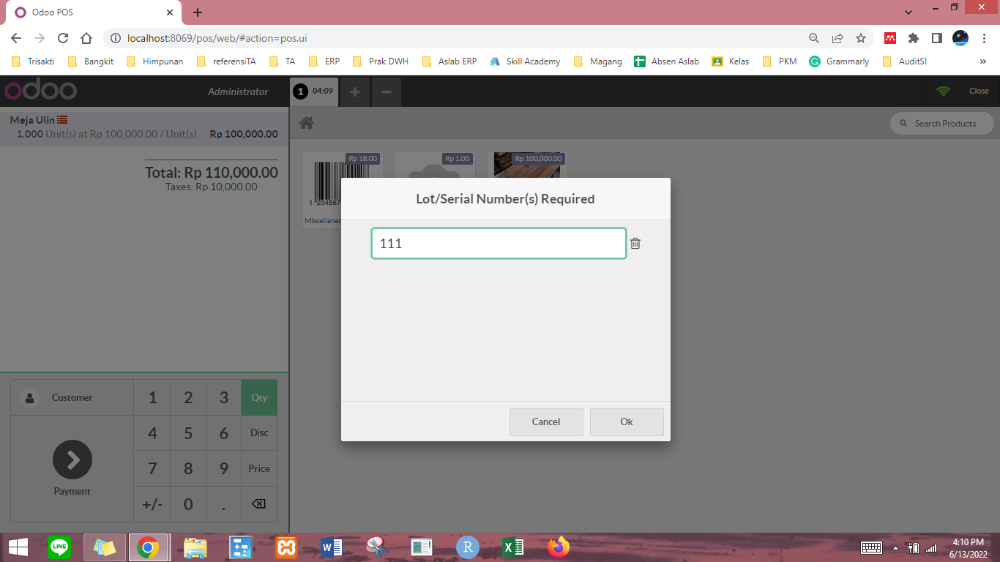 Odoo POS
localhost:8069/pos/web/#action=pos.ui
Trisakti Bangkit Himpunan referensiTA TA ERP Prak DWH Aslab ERP Skill Academy Magang Absen Aslab Kelas PKM Grammarly AuditSI »
odoo Administrator 1 04:09 Close
Meja Ulin
1.000 Unit(s) at Rp 100,000.00 / Unit(s) Rp 100,000.00
Search Products
Total: Rp 110,000.00
Taxes: Rp 10,000.00
Rp 18.00 Rp 1.00 Rp 100,000.00
1 234567
Lot/Serial Number(s) Required
111
Cancel Ok
Customer 1 2 3 Qty
4 5 6 Disc
7 8 9 Price
Payment
+/- 0 .
LINE
R
4:10 PM
6/13/2022